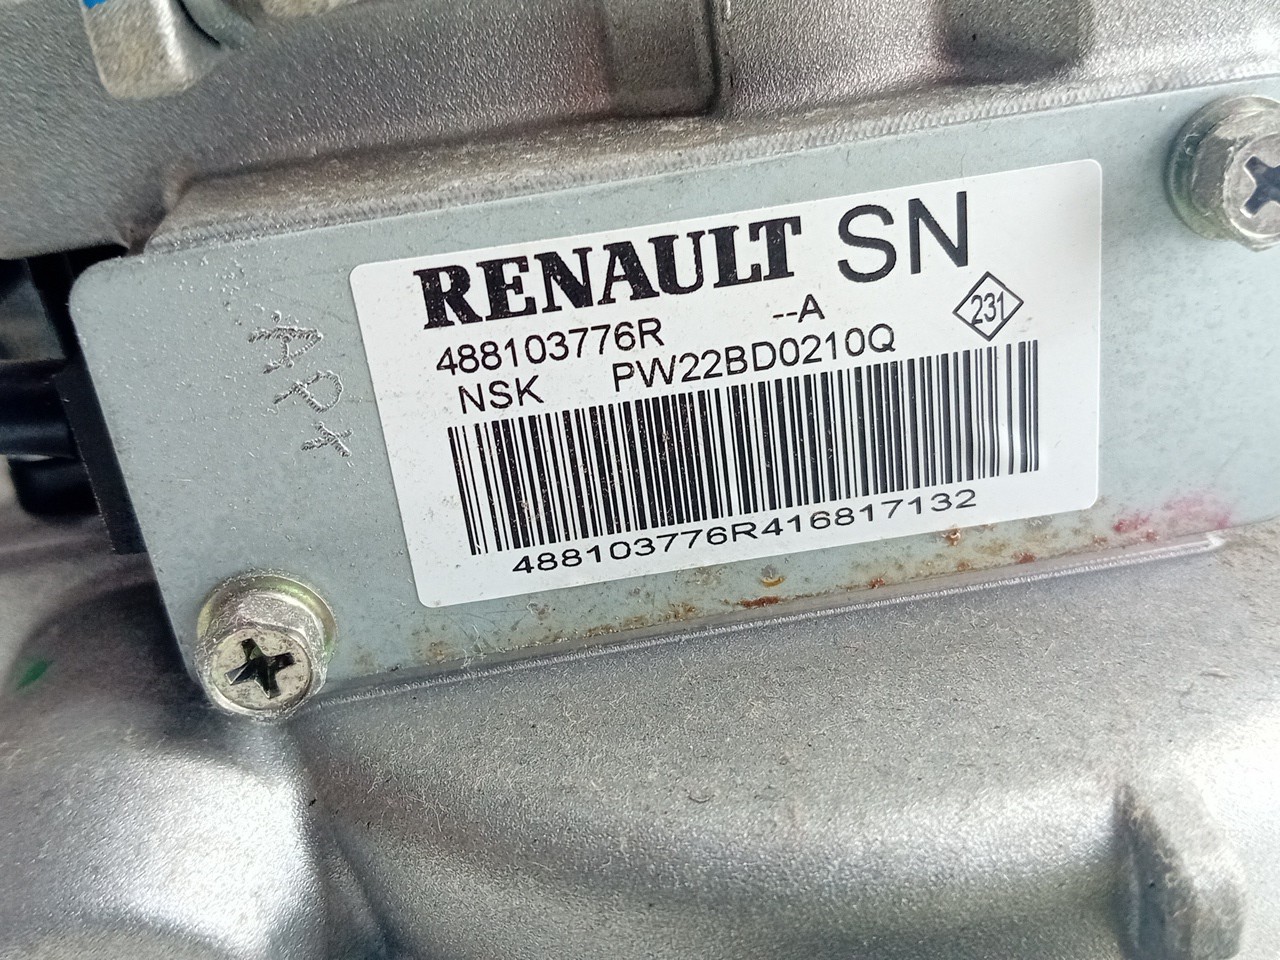 RENAULT SN
488103776R --A
231
NSK PW22BD0210Q
488103776R416817132